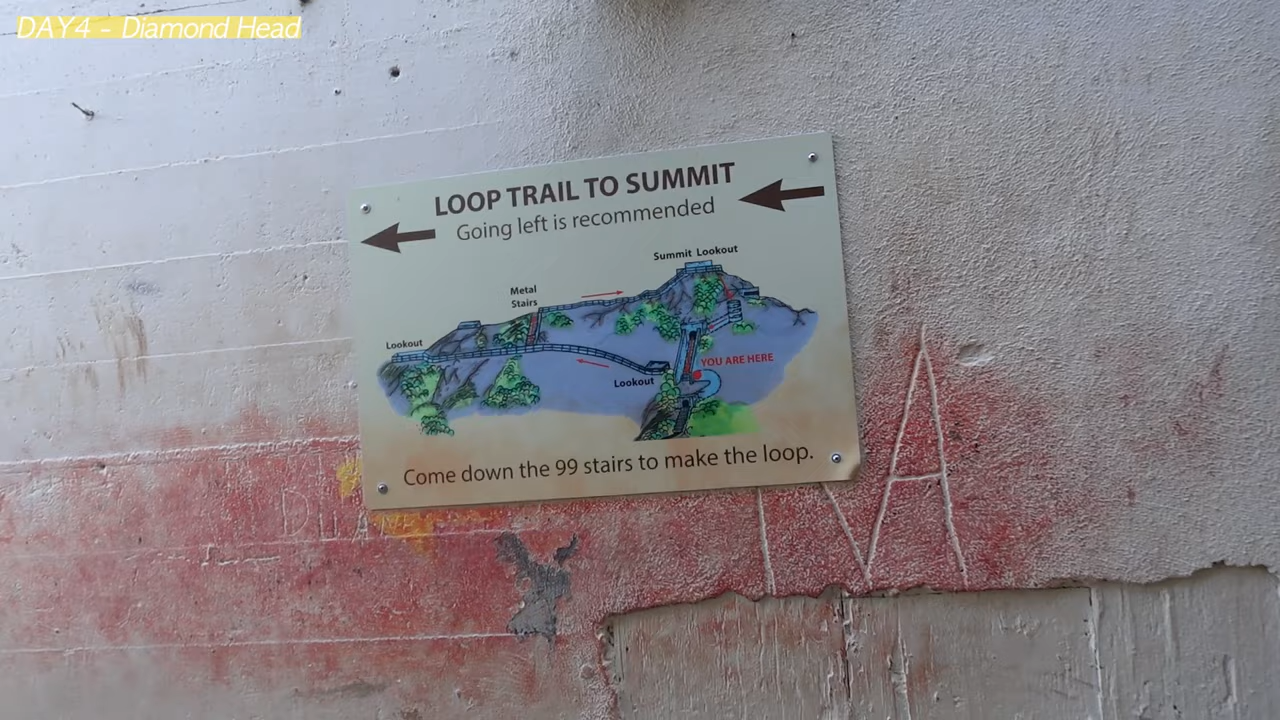 DAY4 - Diamond Head
LOOP TRAIL TO SUMMIT
Going left is recommended
Summit Lookout
Metal
Stairs
Lookout
YOU ARE HERE
Lookout
Come down the 99 stairs to make the loop.